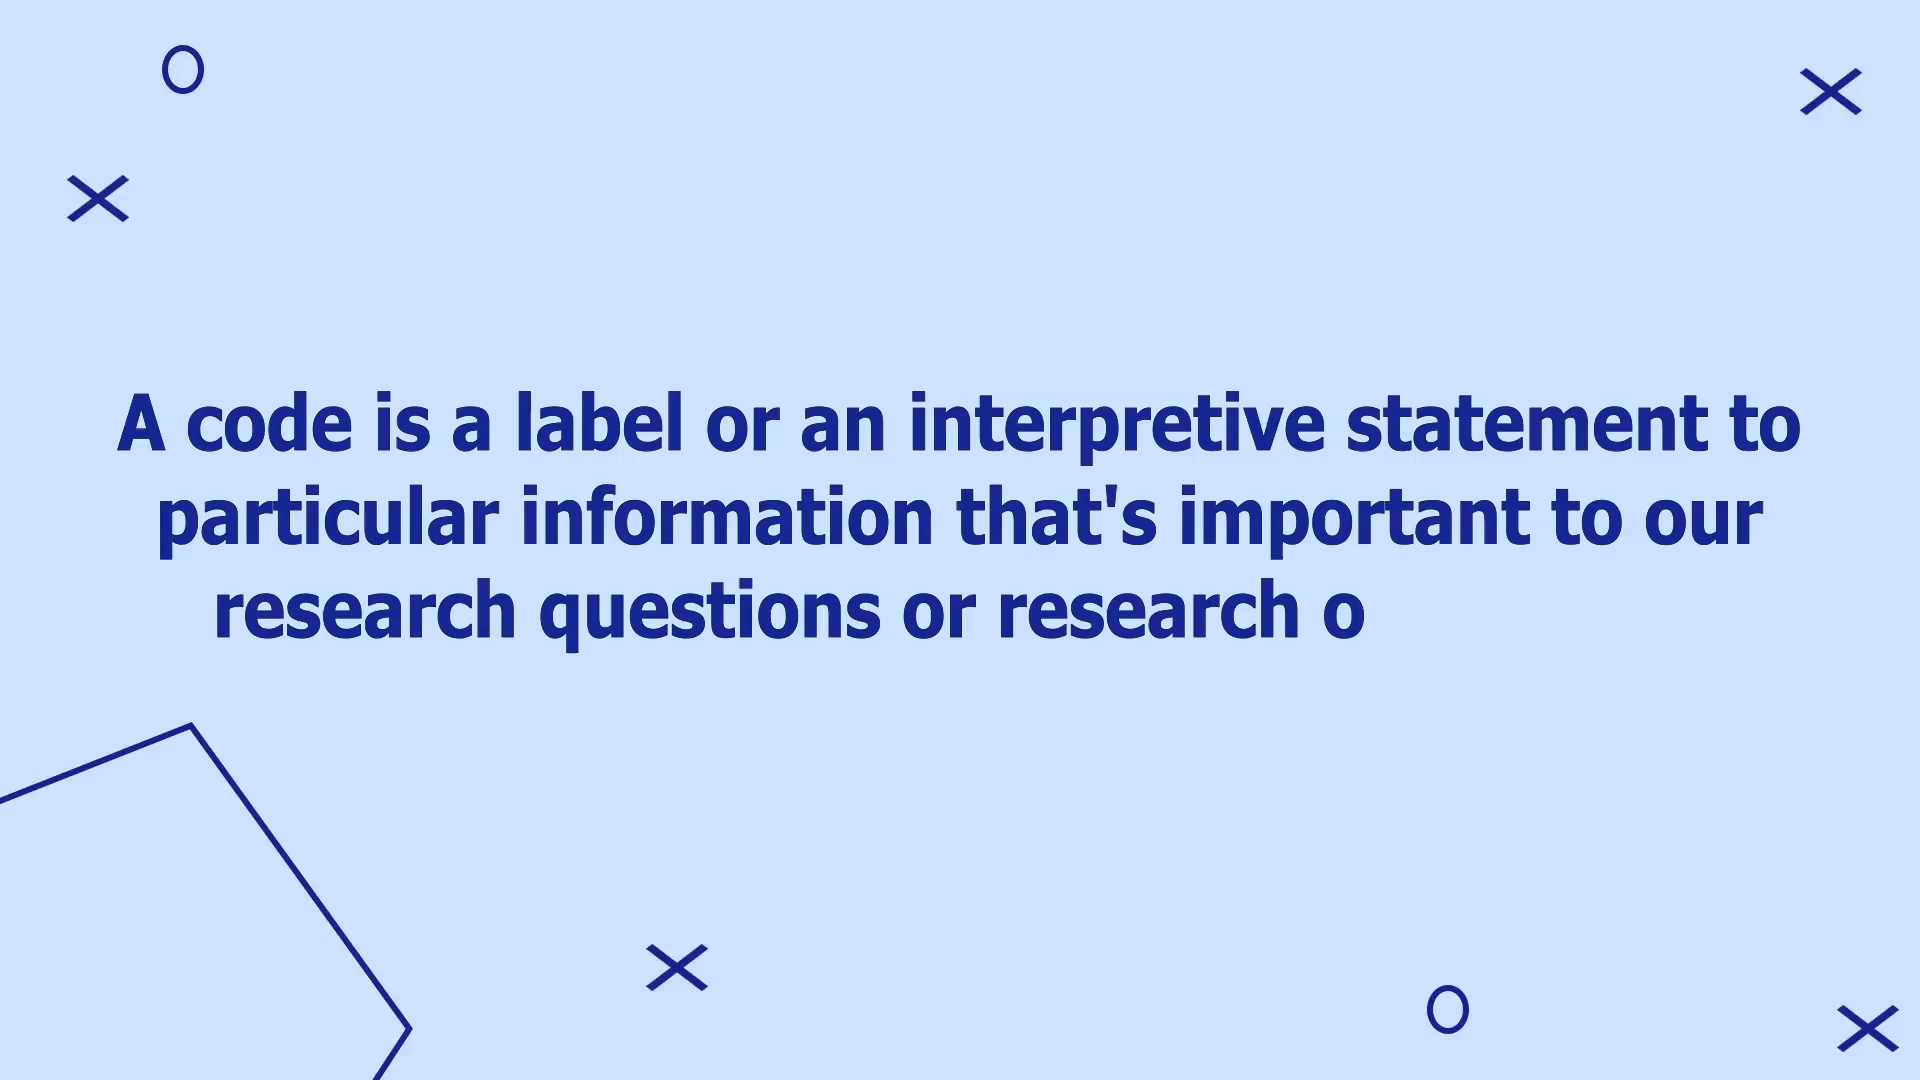 A code is a label or an interpretive statement to
particular information that's important to our
research questions or research o